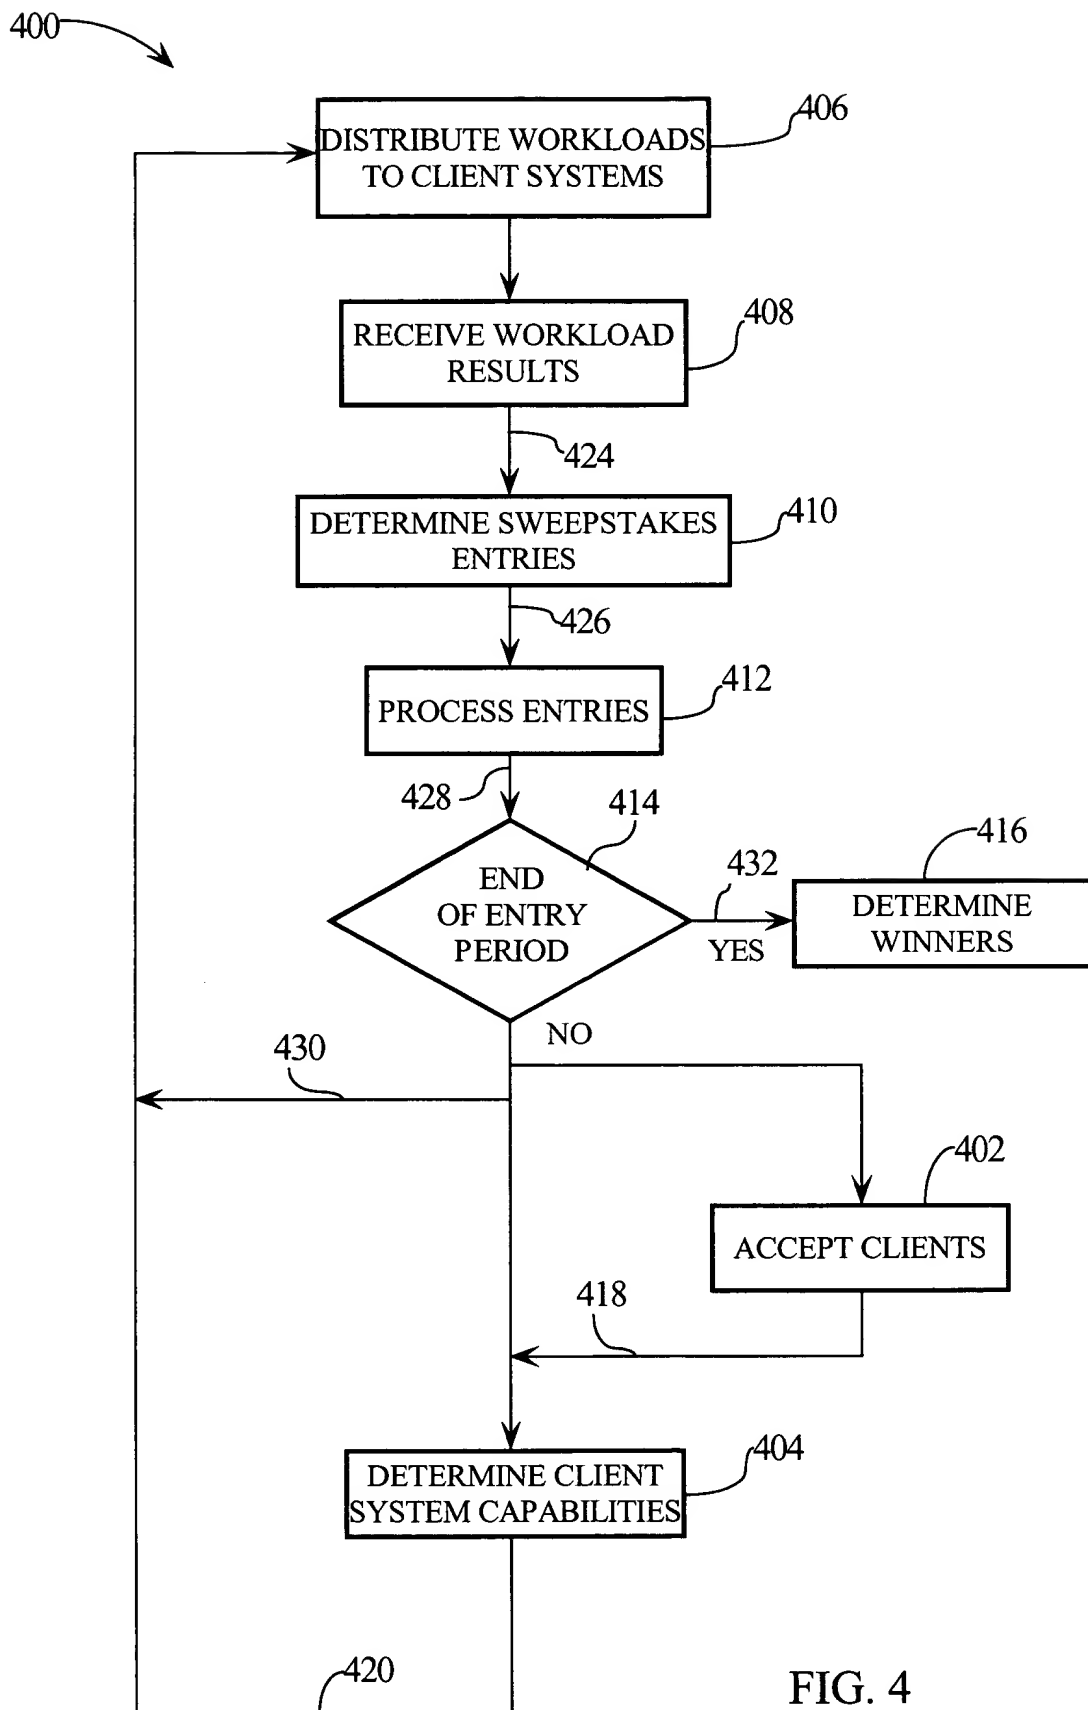 400
406
DISTRIBUTE WORKLOADS
TO CLIENT SYSTEMS
408
RECEIVE WORKLOAD
RESULTS
424
410
DETERMINE SWEEPSTAKES
ENTRIES
426
412
PROCESS ENTRIES
428
414
416
432
END
OF ENTRY
PERIOD
YES
DETERMINE
WINNERS
NO
430
402
ACCEPT CLIENTS
418
404
DETERMINE CLIENT
SYSTEM CAPABILITIES
420
FIG. 4